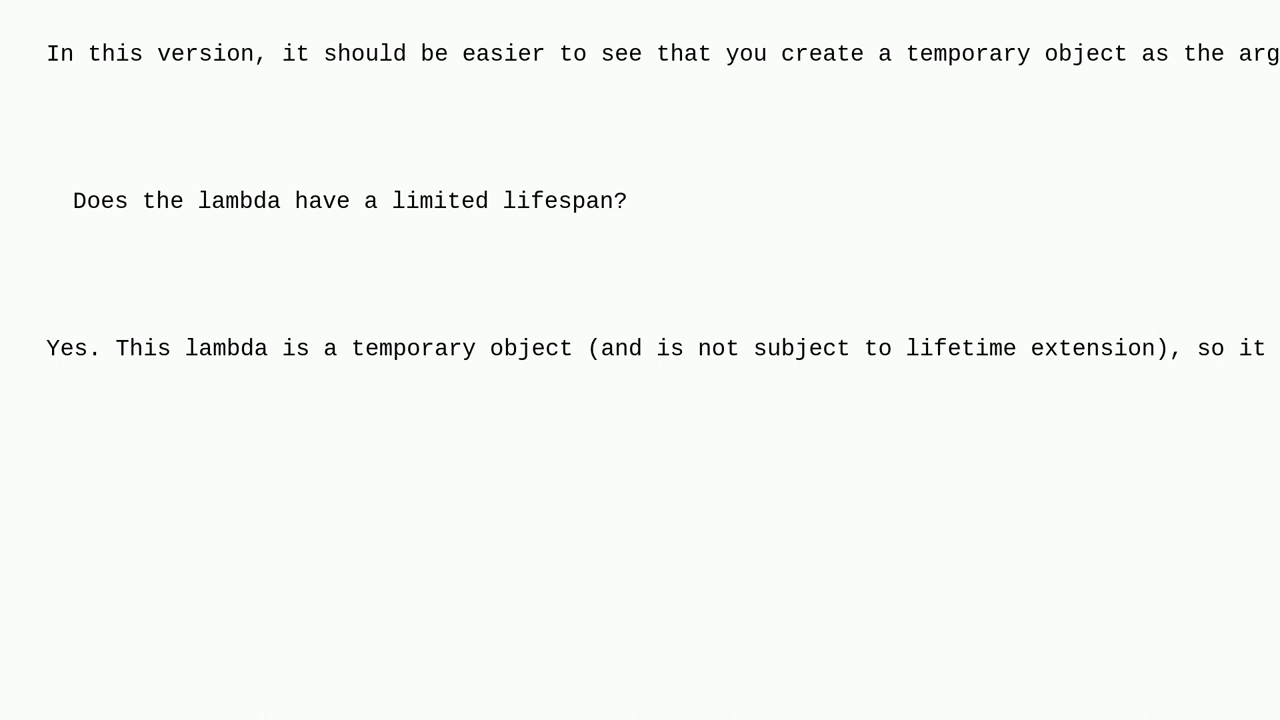 In this version, it should be easier to see that you create a temporary object as the arg
Does the lambda have a limited lifespan?
Yes. This lambda is a temporary object (and is not subject to lifetime extension), so it